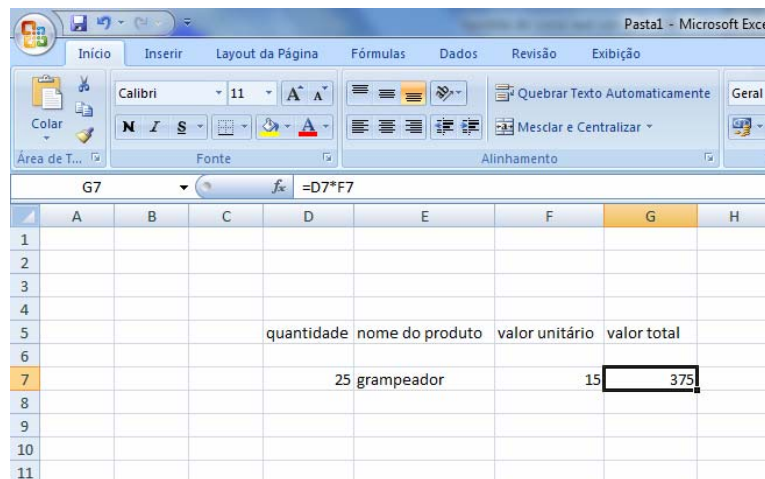 Pasta1 - Microsoft Exce
Início Inserir Layout da Página Fórmulas Dados Revisão Exibição
Colar
Calibri 11 A A
Quebrar Texto Automaticamente
Geral
N I S A
Mesclar e Centralizar
Área de T... Fonte Alinhamento
G7 fx =D7*F7
A B C D E F G H
1
2
3
4
5 quantidade nome do produto valor unitário valor total
6
7 25 grampeador 15 375
8
9
10
11